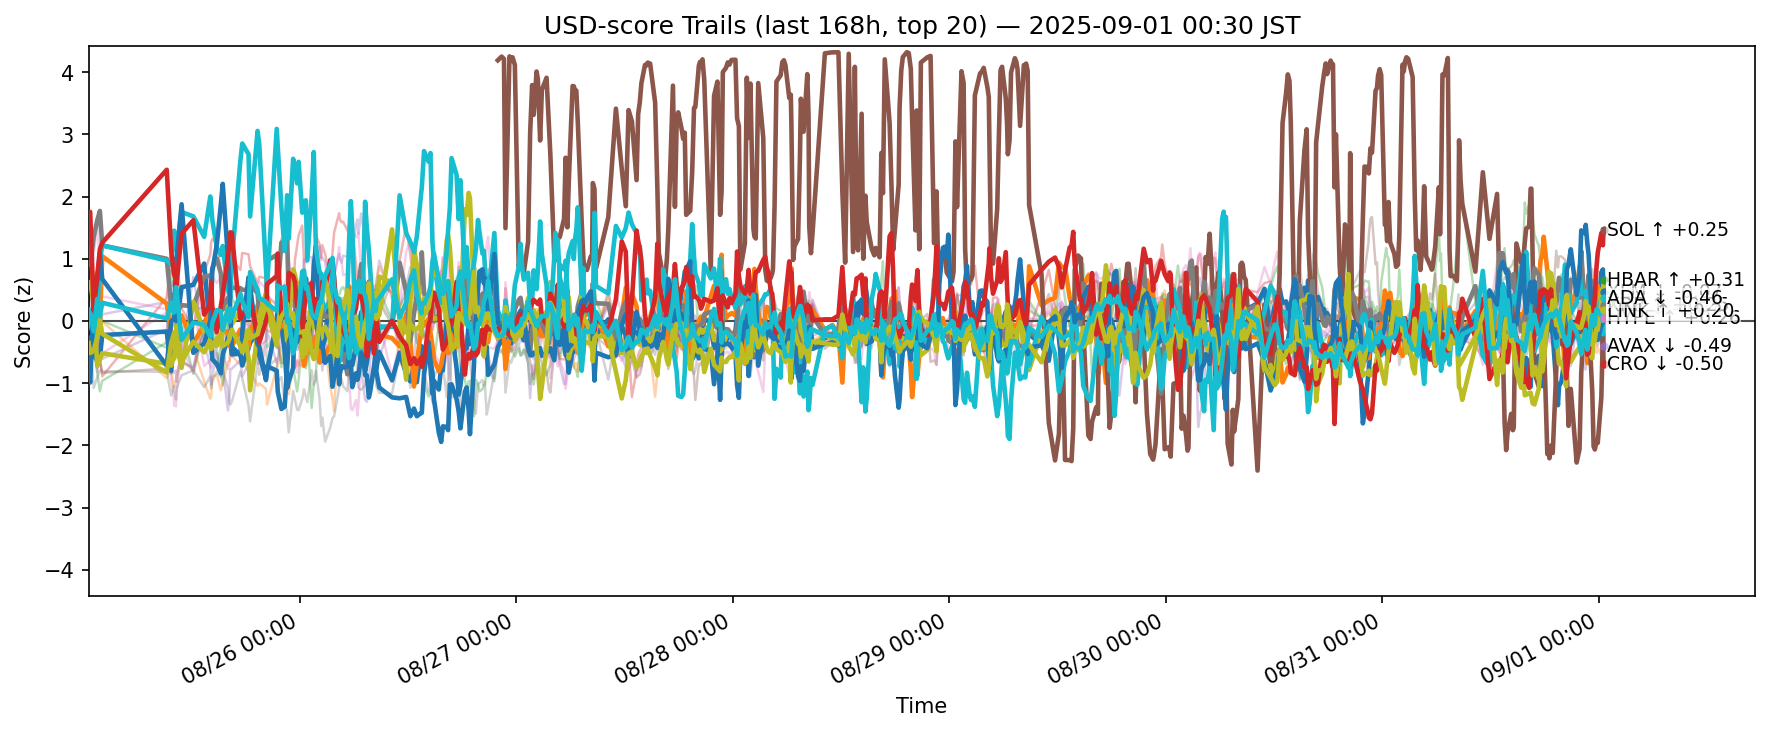 USD-score Trails (last 168h, top 20) — 2025-09-01 00:30 JST
Score (z)
4
3
2
1
0
−1
−2
−3
−4
SOL ↑ +0.25
HBAR ↑ +0.31
ADA ↓ -0.46
LINK ↑ +0.20
AVAX ↓ -0.49
CRO ↓ -0.50
08/26 00:00
08/27 00:00
08/28 00:00
08/29 00:00
08/30 00:00
08/31 00:00
09/01 00:00
Time